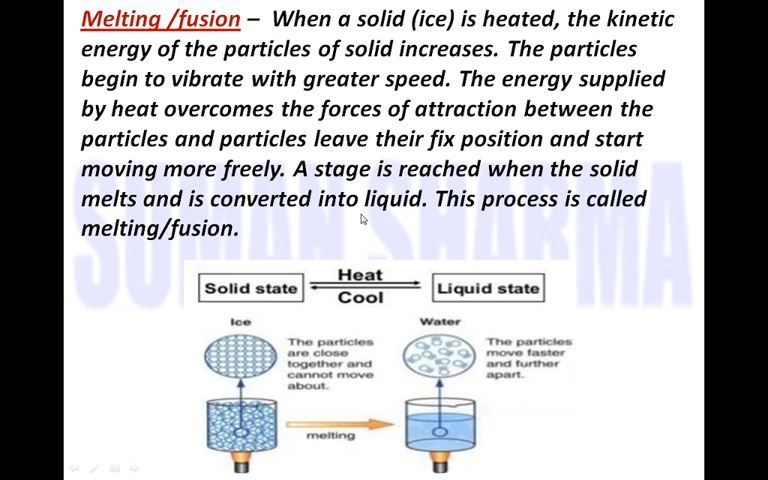 Melting /fusion – When a solid (ice) is heated, the kinetic
energy of the particles of solid increases. The particles
begin to vibrate with greater speed. The energy supplied
by heat overcomes the forces of attraction between the
particles and particles leave their fix position and start
moving more freely. A stage is reached when the solid
melts and is converted into liquid. This process is called
melting/fusion.
SUMAN SHARMA
Heat
Solid state
Liquid state
Cool
Ice
Water
The particles
are close
together and
cannot move
about.
The particles
move faster
and further
apart.
melting